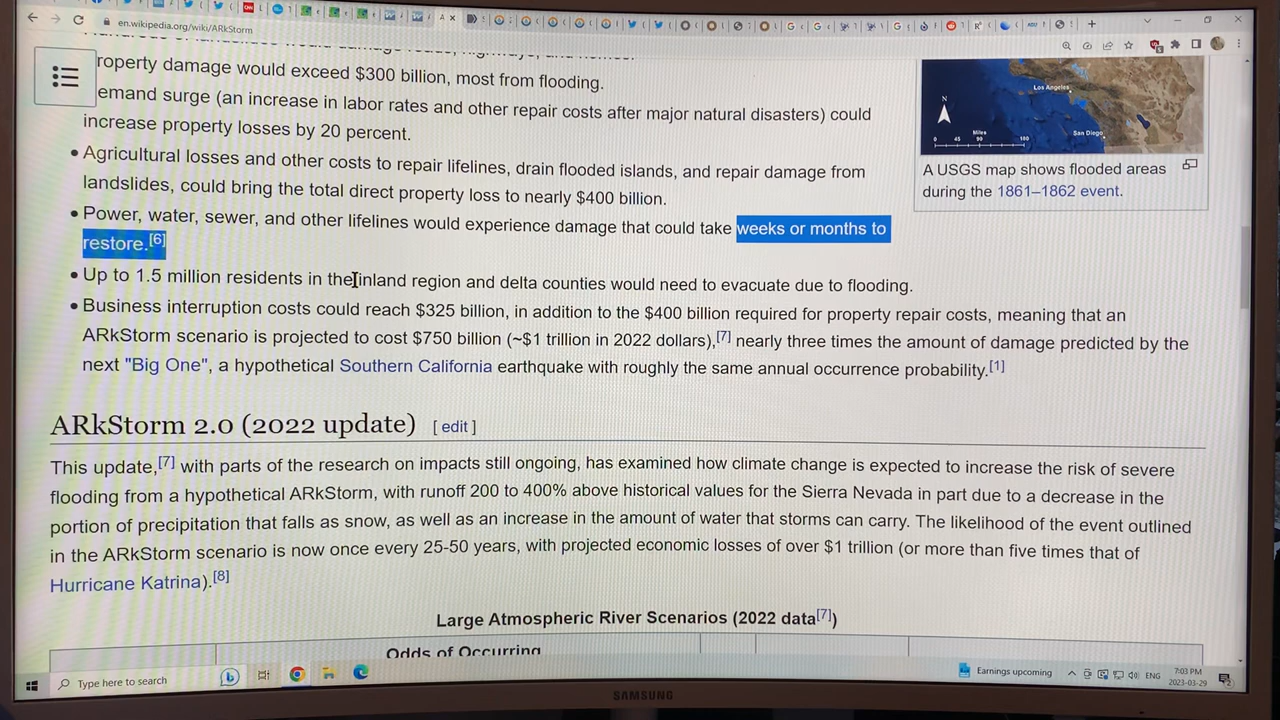 en.wikipedia.org/wiki/ARkStorm
roperty damage would exceed $300 billion, most from flooding.
emand surge (an increase in labor rates and other repair costs after major natural disasters) could
increase property losses by 20 percent.
• Agricultural losses and other costs to repair lifelines, drain flooded islands, and repair damage from
landslides, could bring the total direct property loss to nearly $400 billion.
• Power, water, sewer, and other lifelines would experience damage that could take weeks or months to
restore.[6]
• Up to 1.5 million residents in the inland region and delta counties would need to evacuate due to flooding.
• Business interruption costs could reach $325 billion, in addition to the $400 billion required for property repair costs, meaning that an
ARkStorm scenario is projected to cost $750 billion (~$1 trillion in 2022 dollars),[7] nearly three times the amount of damage predicted by the
next "Big One", a hypothetical Southern California earthquake with roughly the same annual occurrence probability.[1]
Los Angeles
N
Miles
0 45 90 180
San Diego
A USGS map shows flooded areas
during the 1861–1862 event.
ARkStorm 2.0 (2022 update) [ edit ]
This update,[7] with parts of the research on impacts still ongoing, has examined how climate change is expected to increase the risk of severe
flooding from a hypothetical ARkStorm, with runoff 200 to 400% above historical values for the Sierra Nevada in part due to a decrease in the
portion of precipitation that falls as snow, as well as an increase in the amount of water that storms can carry. The likelihood of the event outlined
in the ARkStorm scenario is now once every 25-50 years, with projected economic losses of over $1 trillion (or more than five times that of
Hurricane Katrina).[8]
Large Atmospheric River Scenarios (2022 data[7])
Odds of Occurring
Type here to search
Earnings upcoming
ENG
7:03 PM
2023-03-29
SAMSUNG